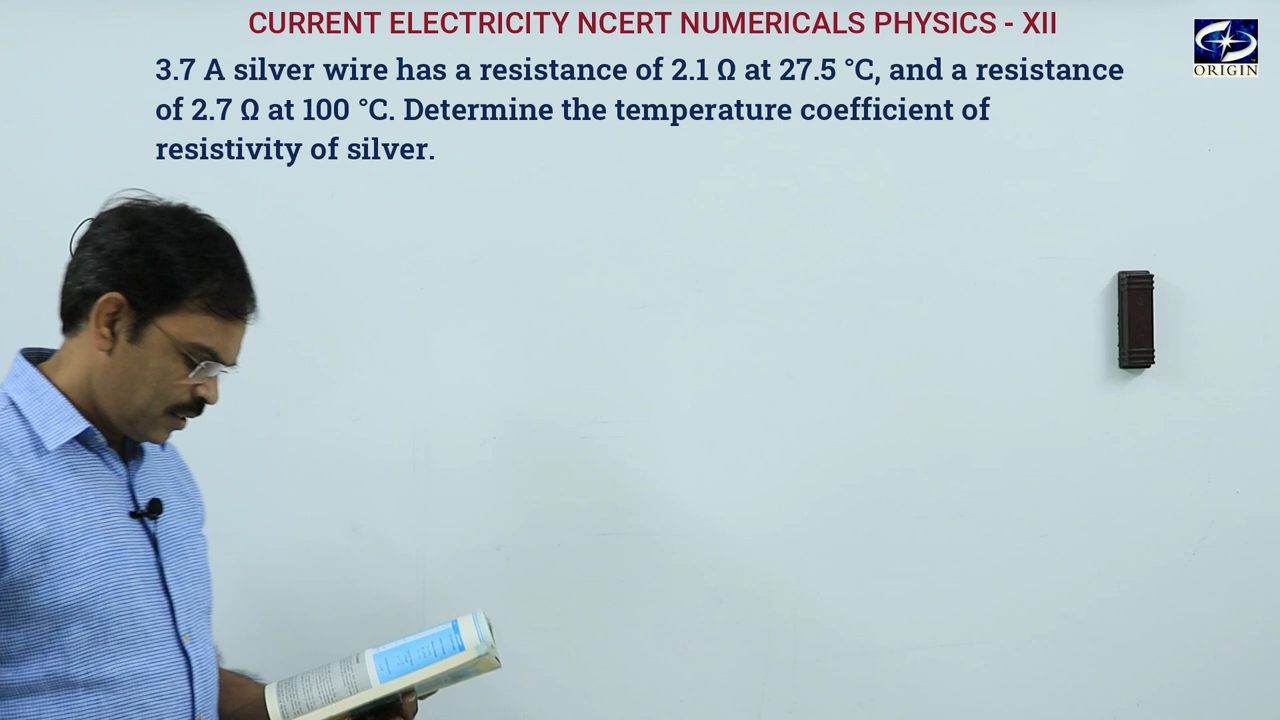 CURRENT ELECTRICITY NCERT NUMERICALS PHYSICS - XII
ORIGIN
3.7 A silver wire has a resistance of 2.1 Ω at 27.5 °C, and a resistance
of 2.7 Ω at 100 °C. Determine the temperature coefficient of
resistivity of silver.